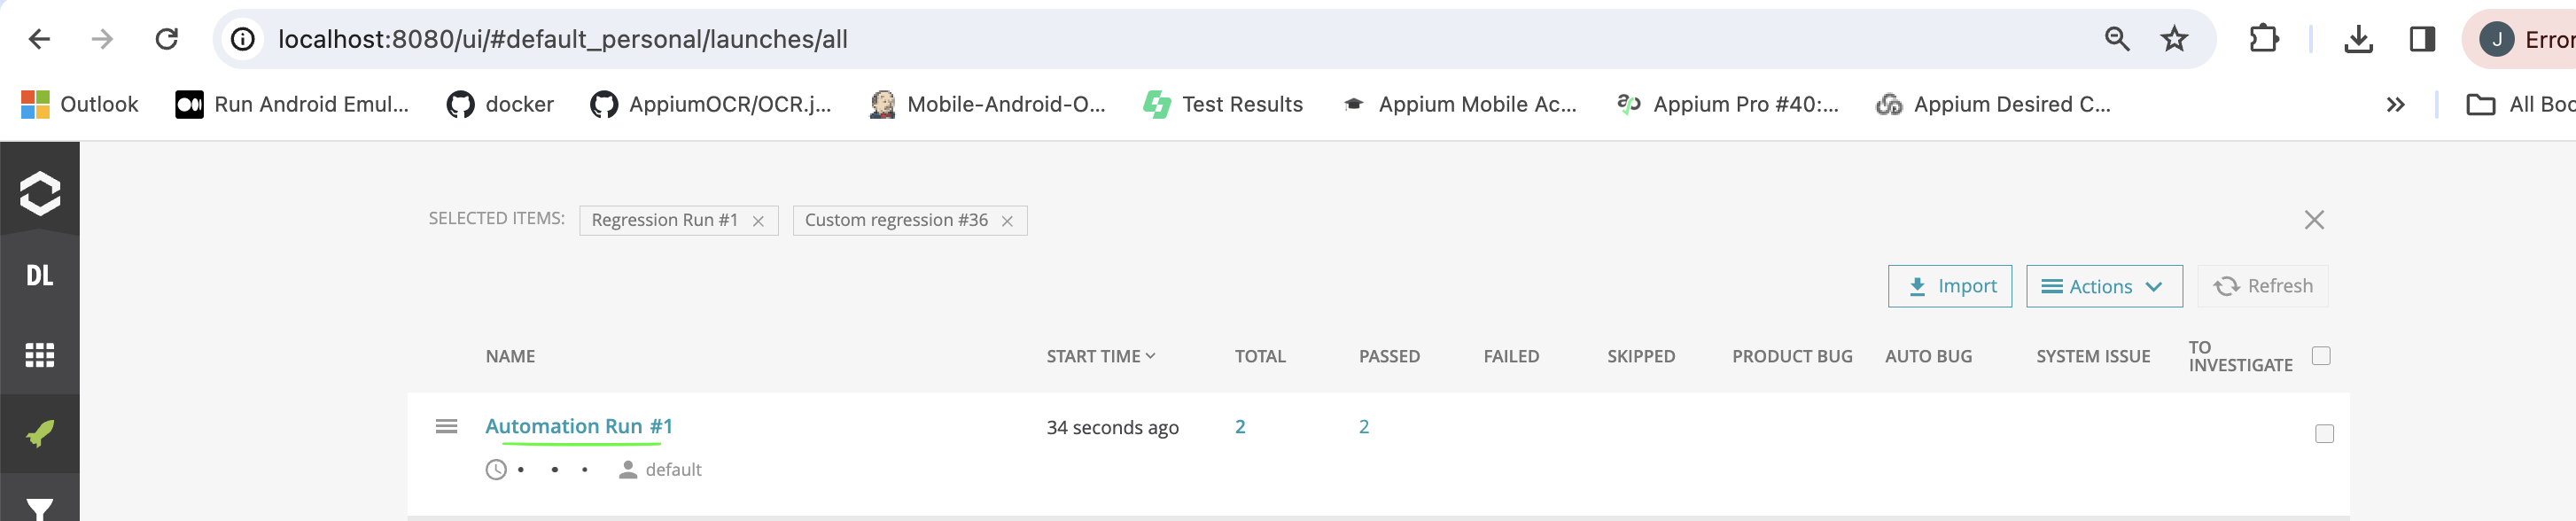 localhost:8080/ui/#default_personal/launches/all
J Error
Outlook Run Android Emul... docker AppiumOCR/OCR.j... Mobile-Android-O... Test Results Appium Mobile Ac... Appium Pro #40:... Appium Desired C... » All Boo
SELECTED ITEMS: Regression Run #1 × Custom regression #36 ×
DL
Import Actions Refresh
NAME START TIME TOTAL PASSED FAILED SKIPPED PRODUCT BUG AUTO BUG SYSTEM ISSUE TO INVESTIGATE
Automation Run #1 34 seconds ago 2 2
default